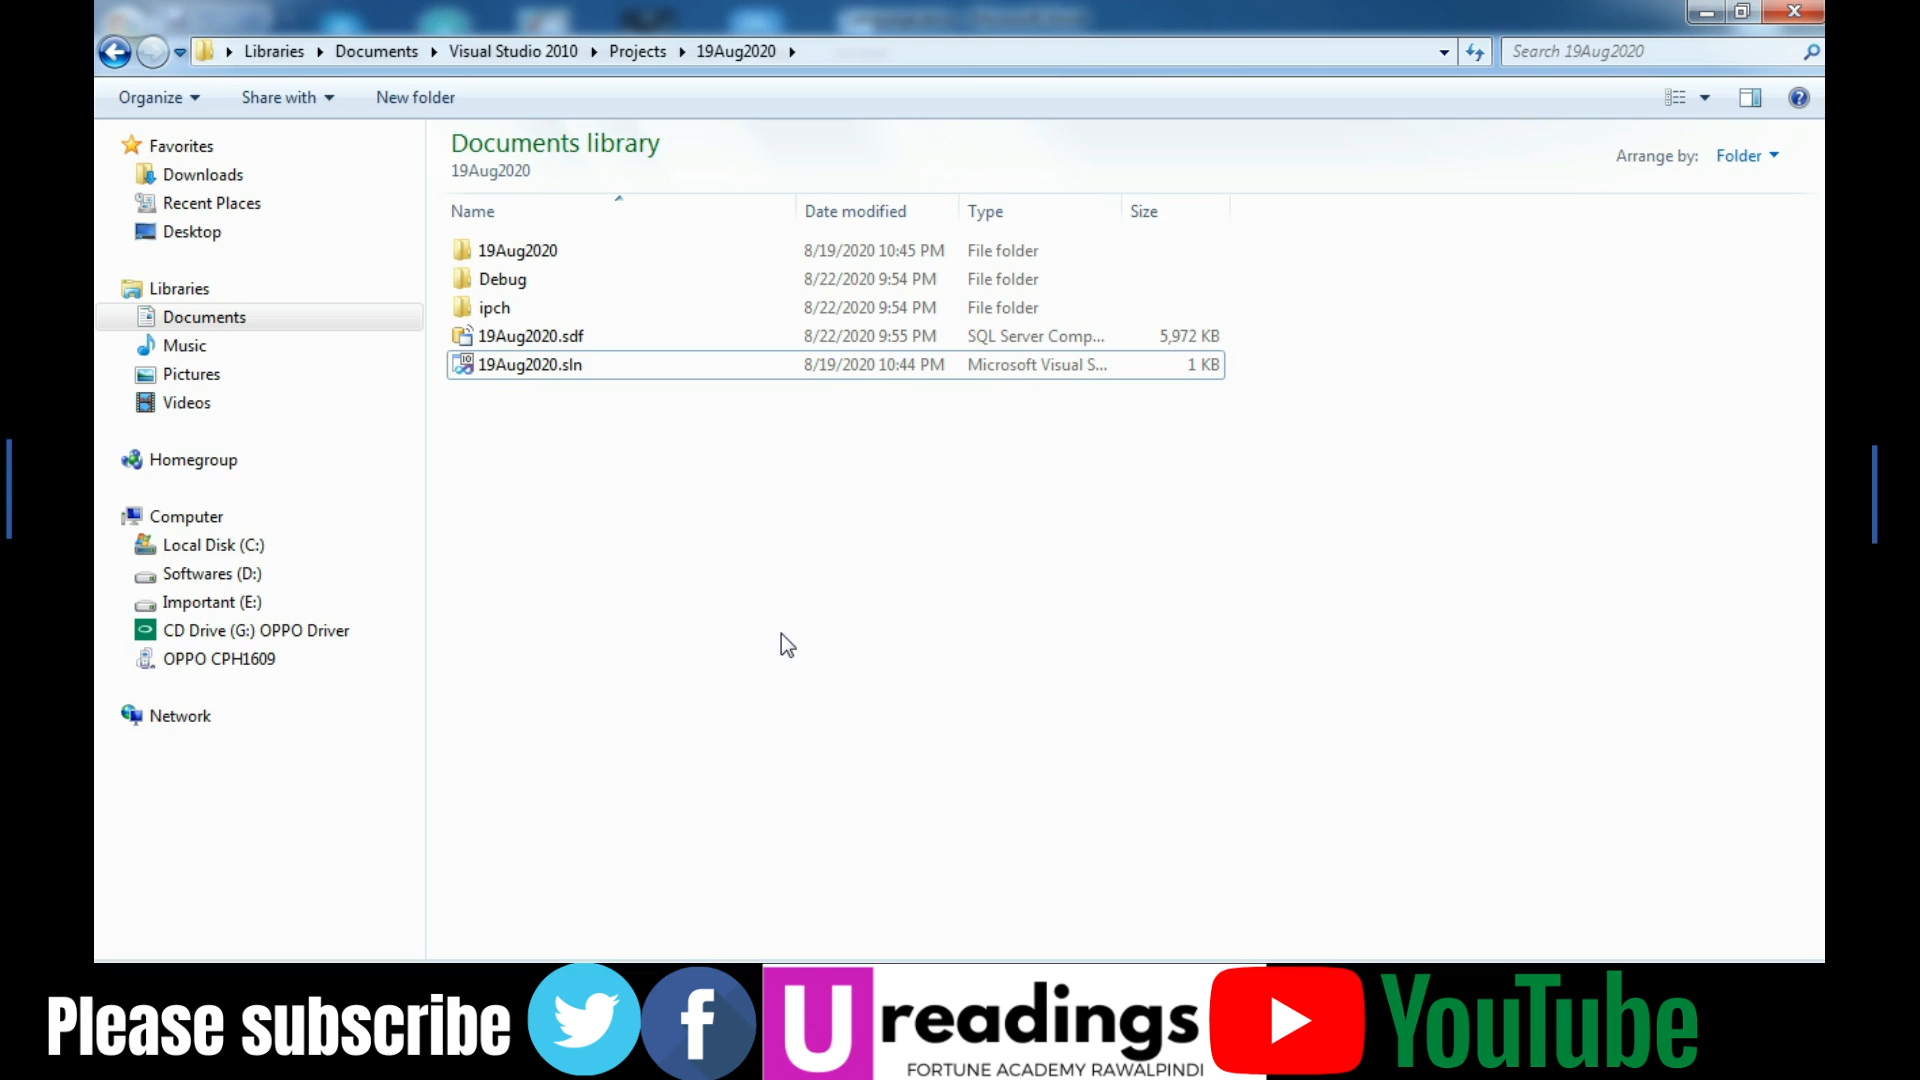 Libraries Documents Visual Studio 2010 Projects 19Aug2020
Search 19Aug2020
Organize Share with New folder
Favorites
Downloads
Recent Places
Desktop
Libraries
Documents
Music
Pictures
Videos
Homegroup
Computer
Local Disk (C:)
Softwares (D:)
Important (E:)
CD Drive (G:) OPPO Driver
OPPO CPH1609
Network
Documents library
19Aug2020
Arrange by: Folder
Name Date modified Type Size
19Aug2020 8/19/2020 10:45 PM File folder
Debug 8/22/2020 9:54 PM File folder
ipch 8/22/2020 9:54 PM File folder
19Aug2020.sdf 8/22/2020 9:55 PM SQL Server Comp... 5,972 KB
19Aug2020.sln 8/19/2020 10:44 PM Microsoft Visual S... 1 KB
Please subscribe
f
U readings
FORTUNE ACADEMY RAWALPINDI
YouTube